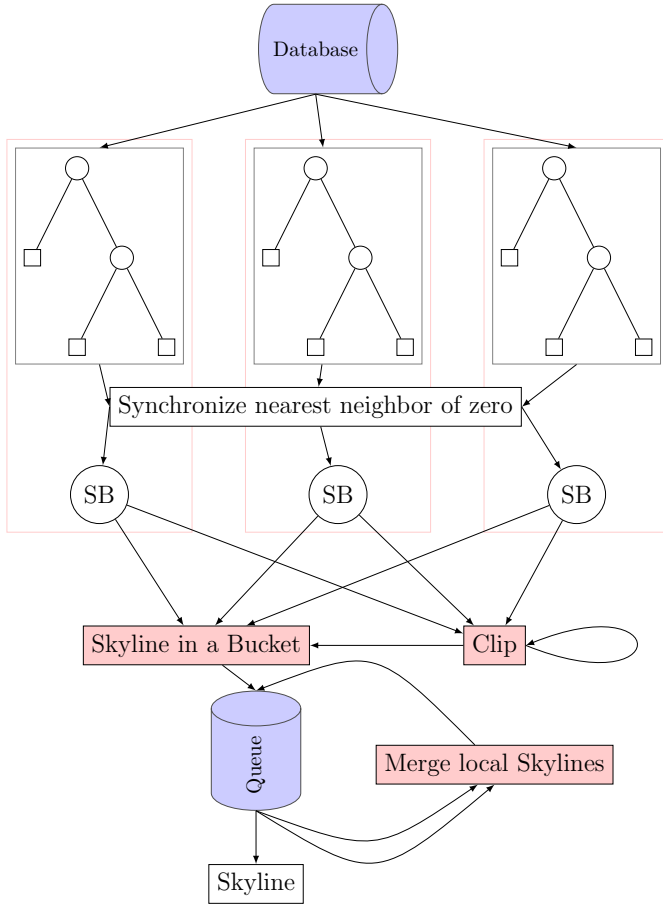 Database
Synchronize nearest neighbor of zero
SB
SB
SB
Skyline in a Bucket
Clip
Queue
Merge local Skylines
Skyline